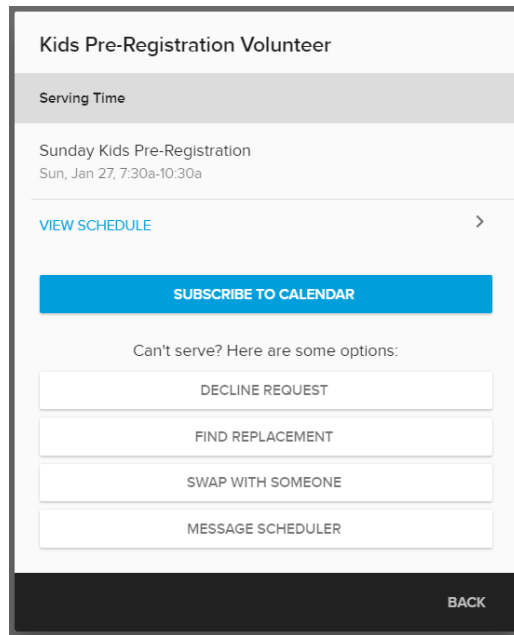 Kids Pre-Registration Volunteer
Serving Time
Sunday Kids Pre-Registration
Sun, Jan 27, 7:30a-10:30a
VIEW SCHEDULE
SUBSCRIBE TO CALENDAR
Can't serve? Here are some options:
DECLINE REQUEST
FIND REPLACEMENT
SWAP WITH SOMEONE
MESSAGE SCHEDULER
BACK